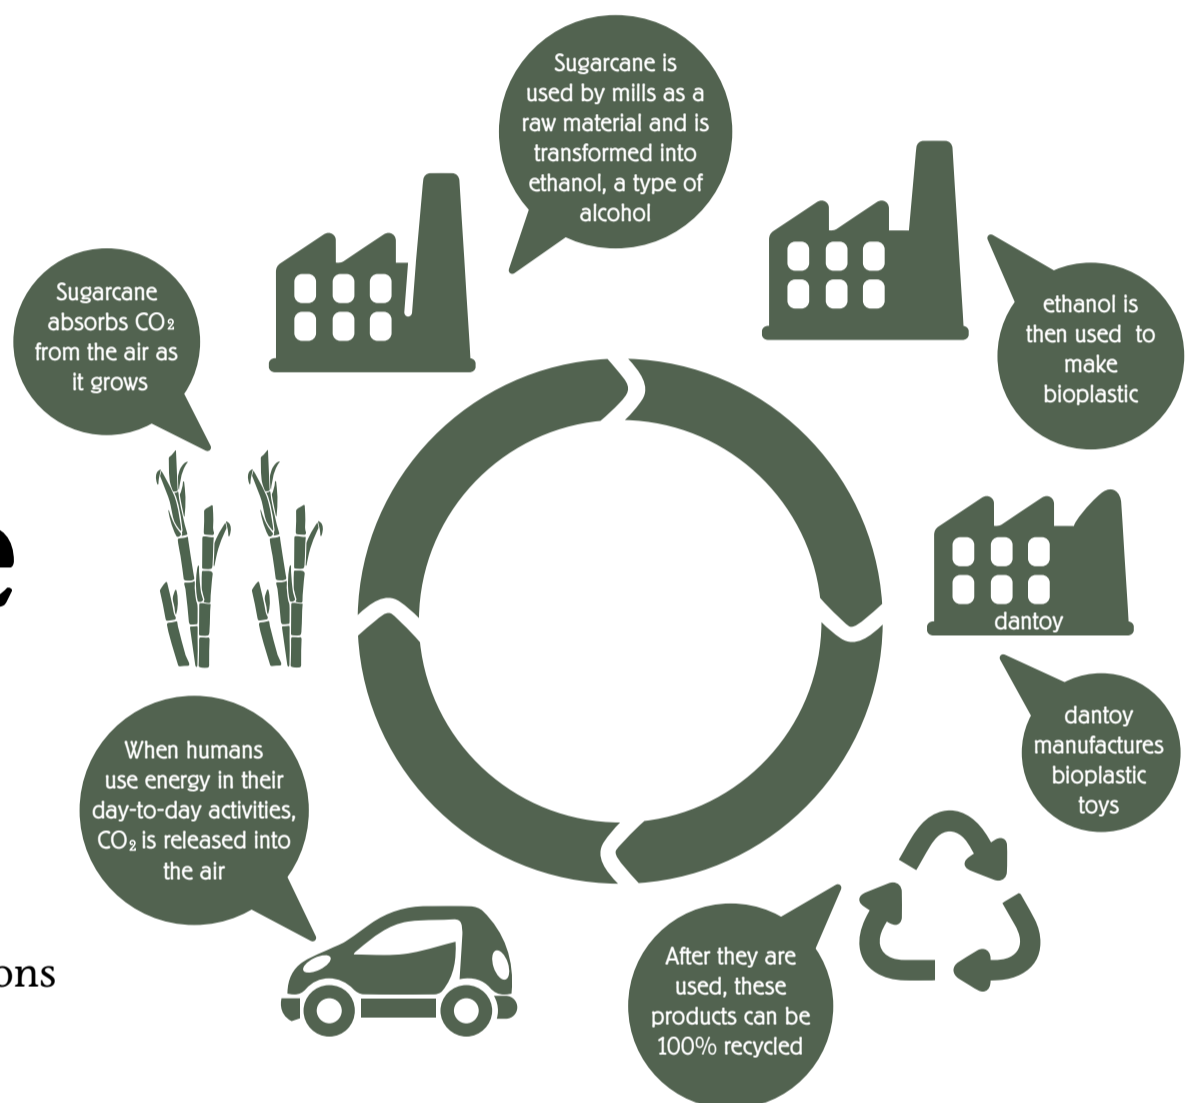 Sugarcane is
used by mills as a
raw material and is
transformed into
ethanol, a type of
alcohol
ethanol is
then used to
make
bioplastic
dantoy
dantoy
manufactures
bioplastic
toys
After they are
used, these
products can be
100% recycled
When humans
use energy in their
day-to-day activities,
CO₂ is released into
the air
Sugarcane
absorbs CO₂
from the air as
it grows
e
ons